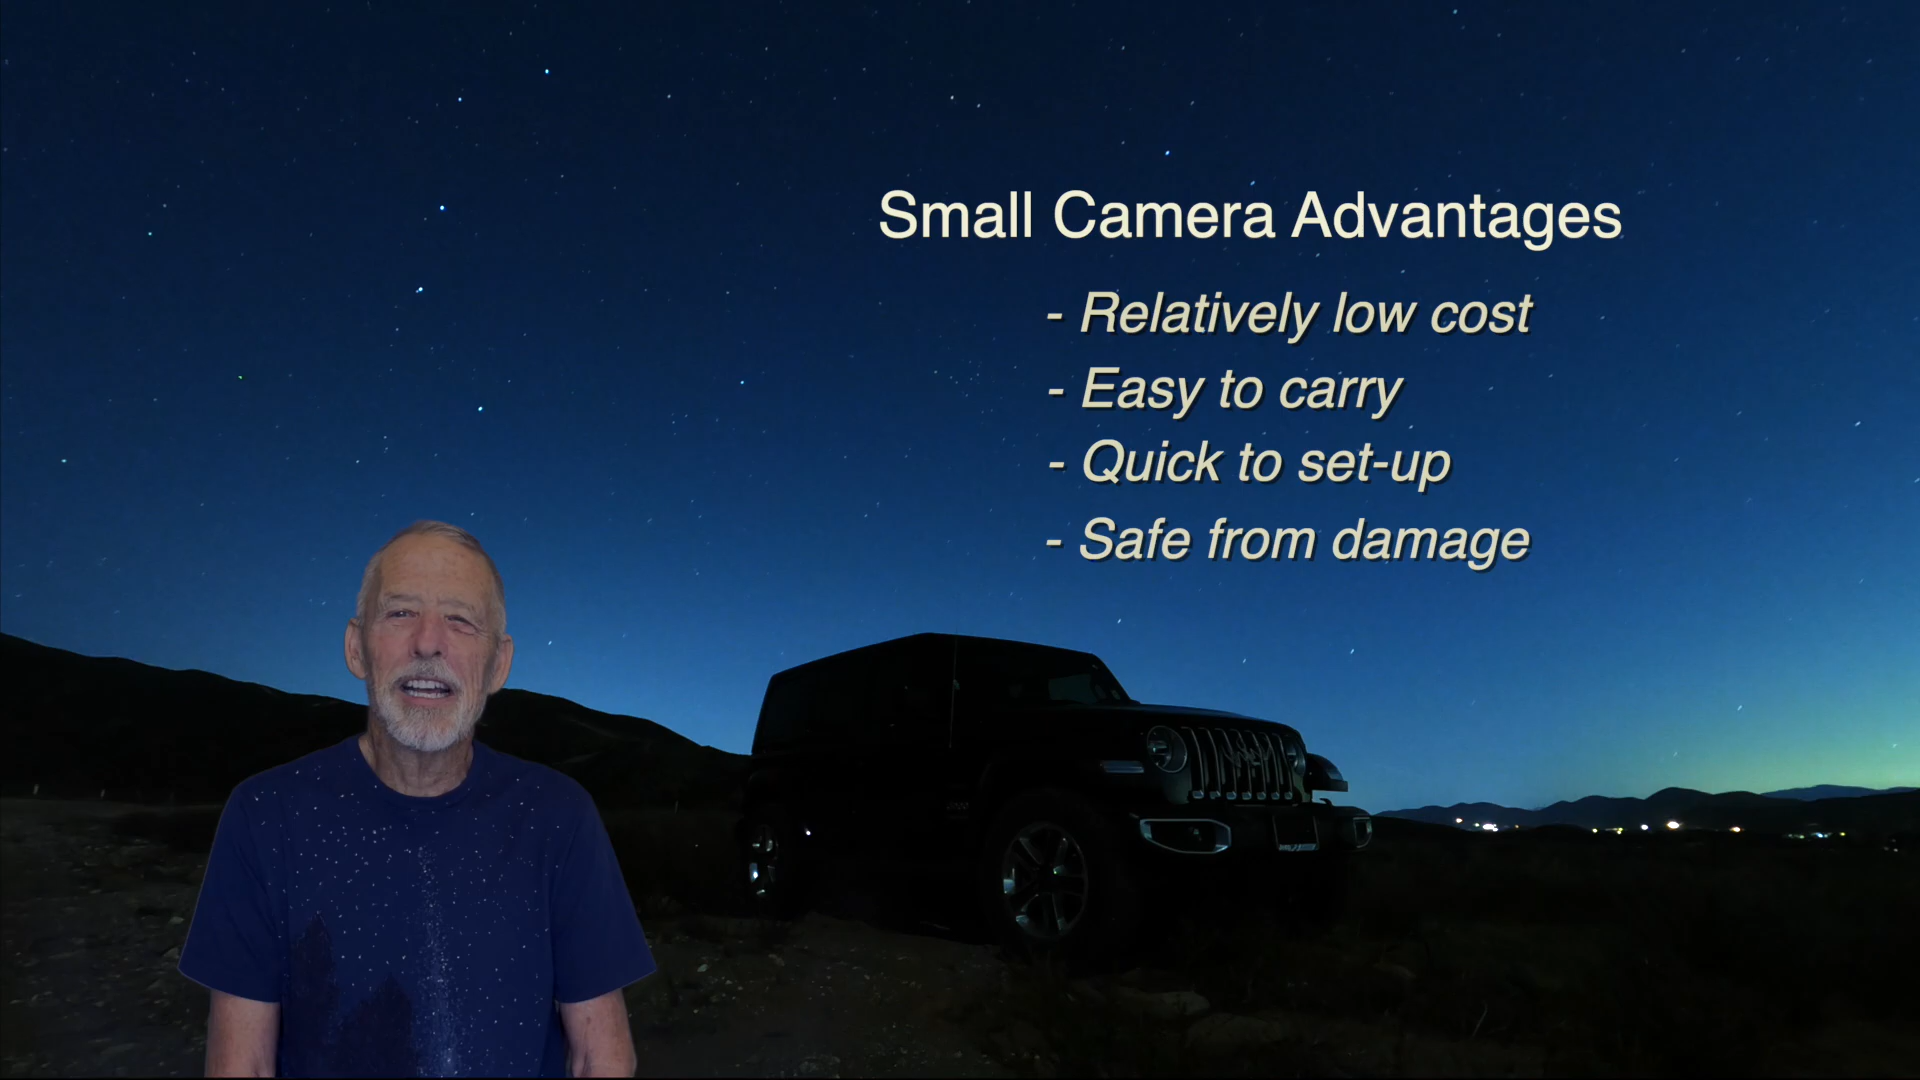 Small Camera Advantages
- Relatively low cost
- Easy to carry
- Quick to set-up
- Safe from damage